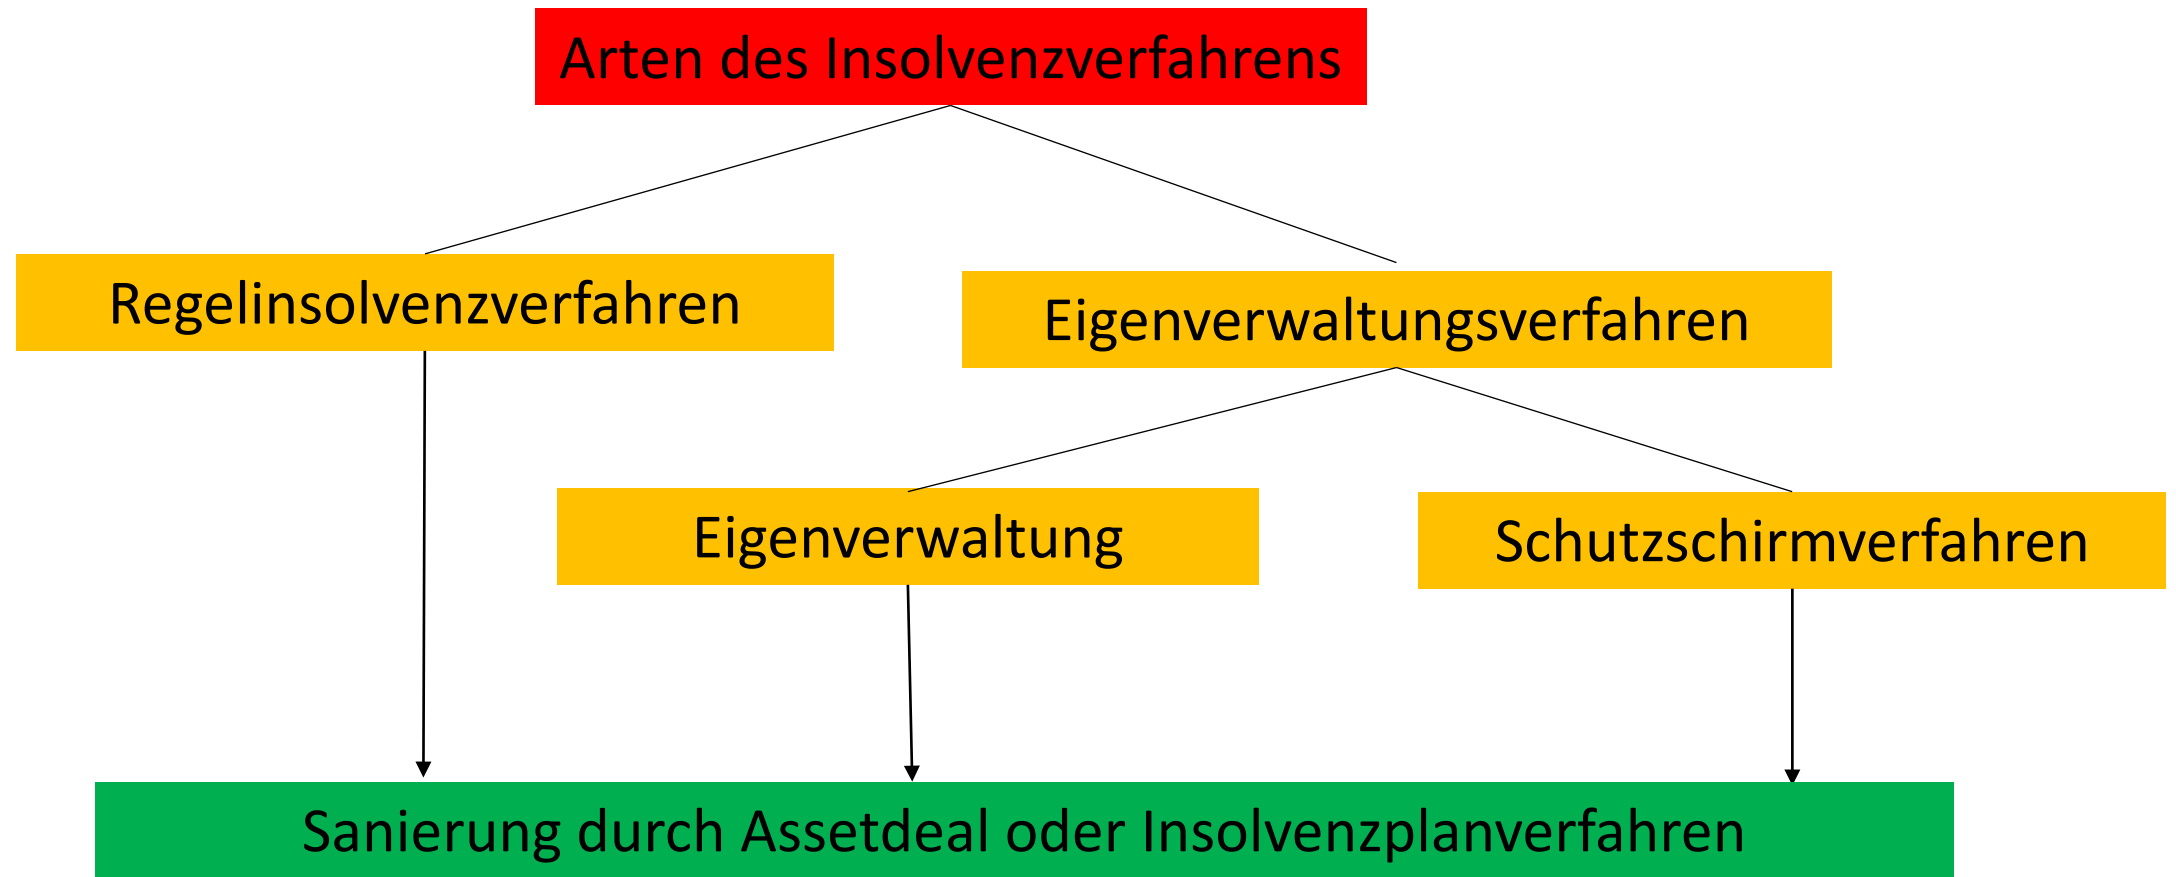 Arten des Insolvenzverfahrens
Regelinsolvenzverfahren
Eigenverwaltungsverfahren
Eigenverwaltung
Schutzschirmverfahren
Sanierung durch Assetdeal oder Insolvenzplanverfahren